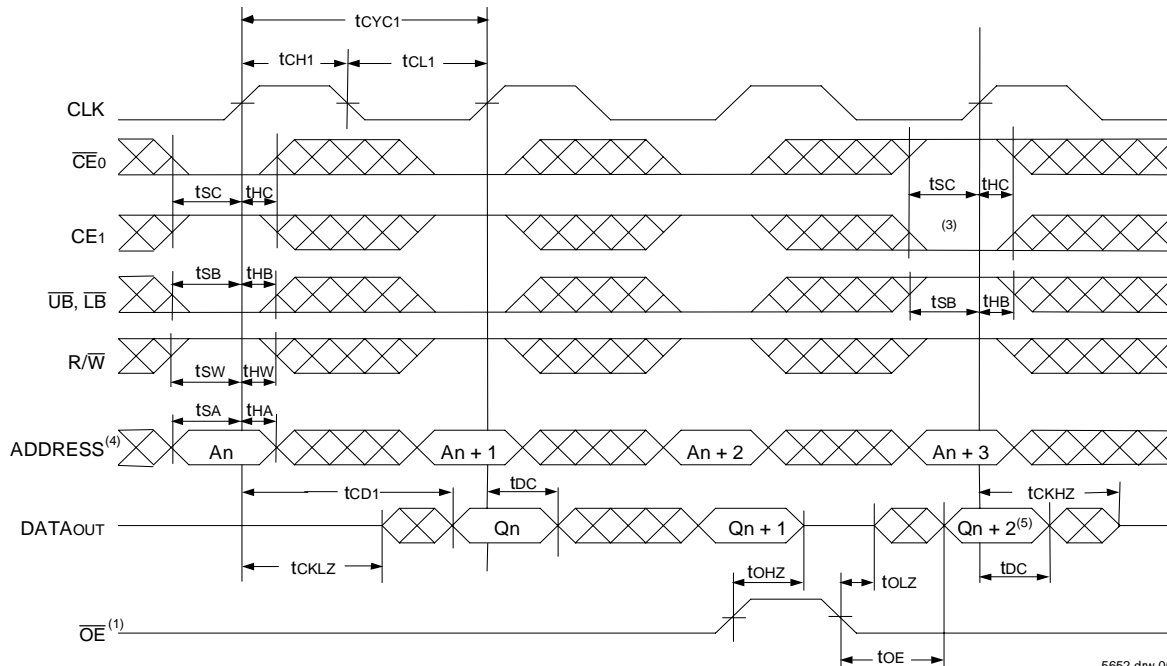 tCYC1
tCH1 tCL1
CLK
CE0
tSC tHC tSC tHC
CE1 (3)
tSB tHB
UB, LB
tSB tHB
R/W
tSW tHW
tSA tHA
ADDRESS(4) An An + 1 An + 2 An + 3
tCD1 tDC tCKHZ
DATAOUT Qn Qn + 1 Qn + 2(5)
tCKLZ tOHZ tOLZ tDC
OE(1)
tOE
5652 drw